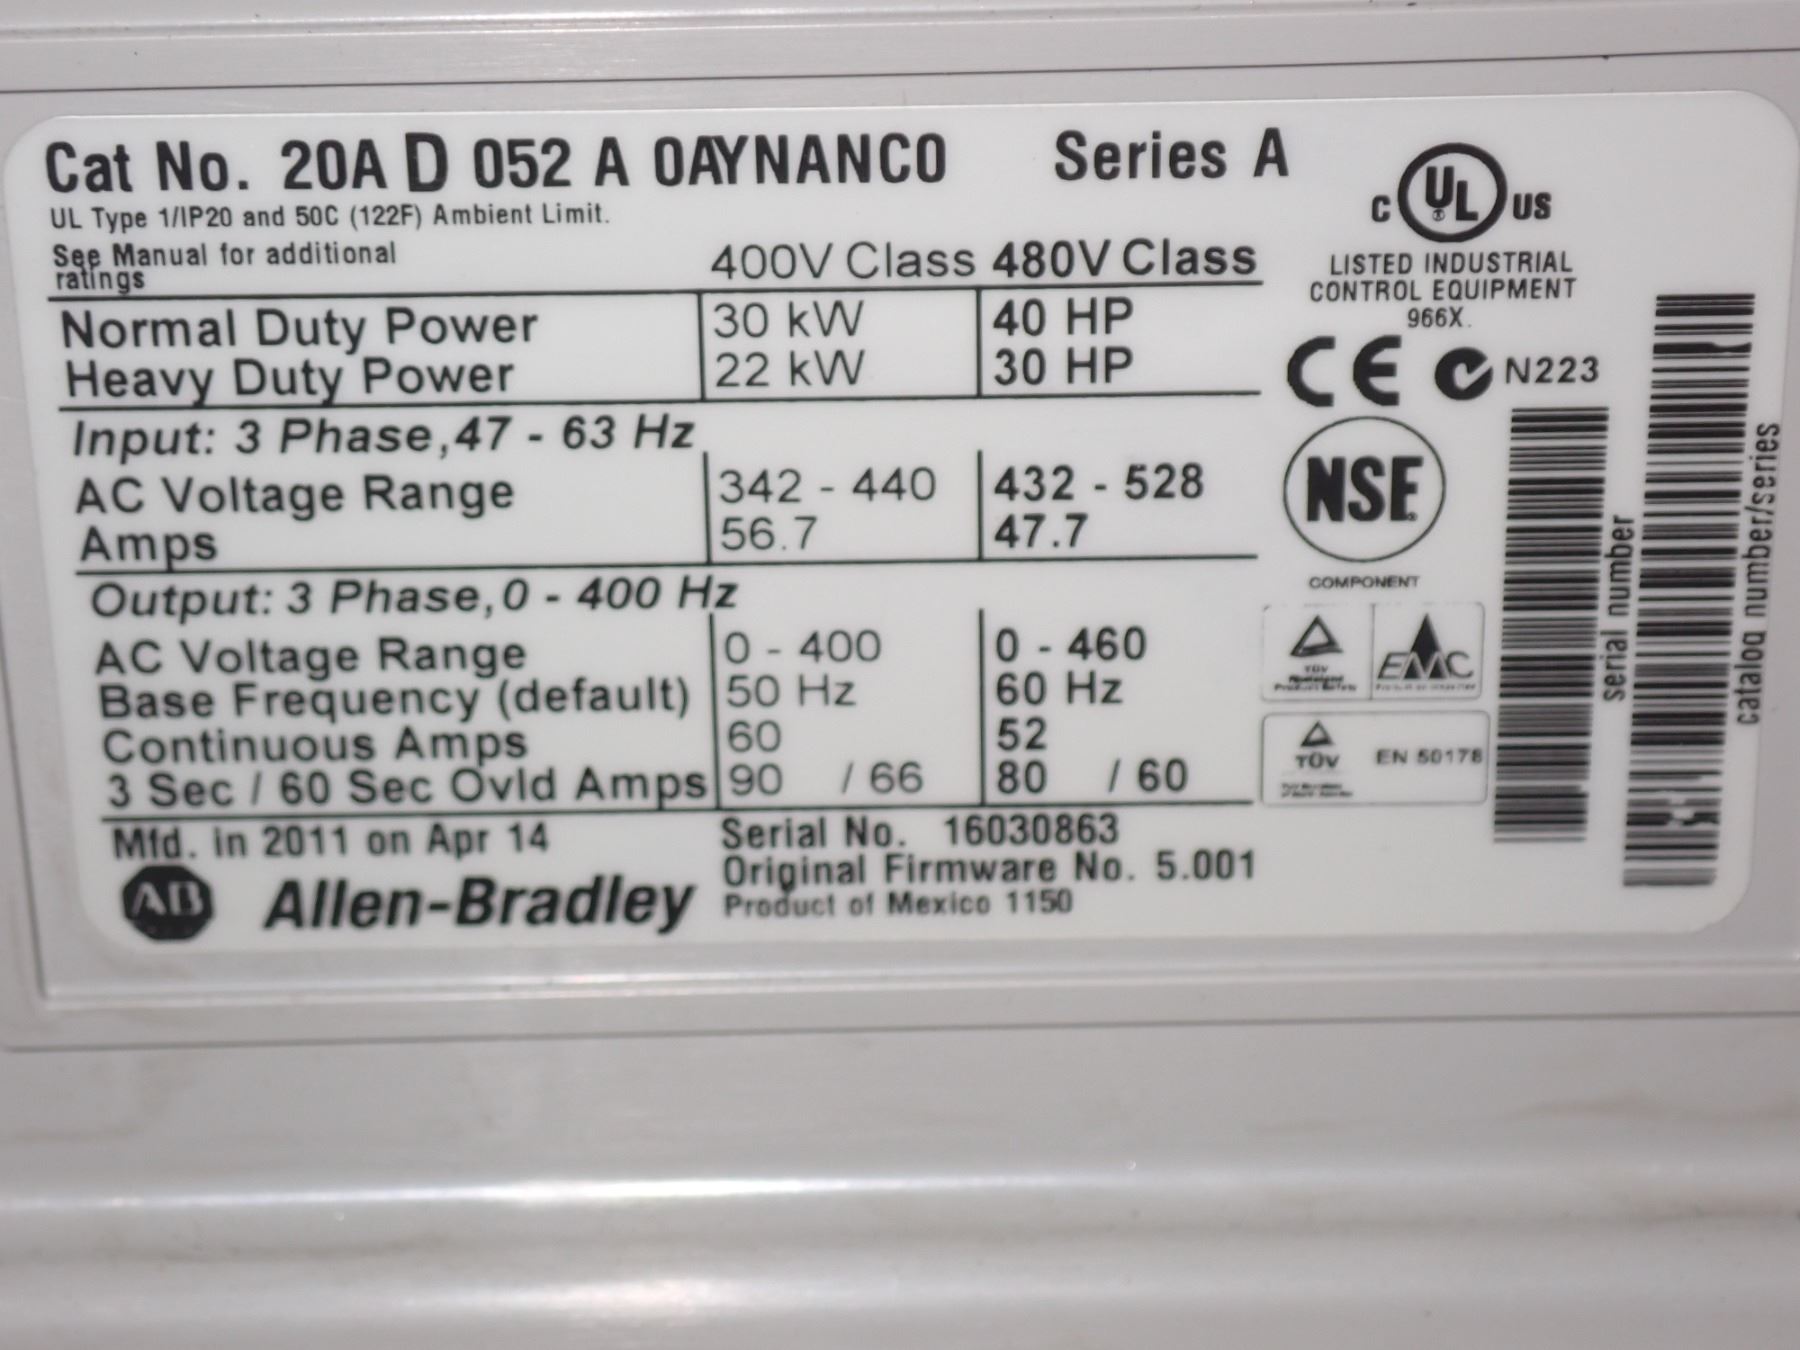 Cat No. 20A D 052 A 0AYNANC0 Series A
UL Type 1/IP20 and 50C (122F) Ambient Limit.
See Manual for additional
ratings
400V Class 480V Class
Normal Duty Power 30 kW 40 HP
Heavy Duty Power 22 kW 30 HP
Input: 3 Phase, 47 - 63 Hz
AC Voltage Range 342 - 440 432 - 528
Amps 56.7 47.7
Output: 3 Phase, 0 - 400 Hz
AC Voltage Range 0 - 400 0 - 460
Base Frequency (default) 50 Hz 60 Hz
Continuous Amps 60 52
3 Sec / 60 Sec Ovld Amps 90 / 66 80 / 60
Mfd. in 2011 on Apr 14
Serial No. 16030863
Original Firmware No. 5.001
Product of Mexico 1150
AB Allen-Bradley
C UL ® US
LISTED INDUSTRIAL
CONTROL EQUIPMENT
966X.
CE N223
NSF.
COMPONENT
TÜV
EMC
TÜV EN 50178
serial number
catalog number/series